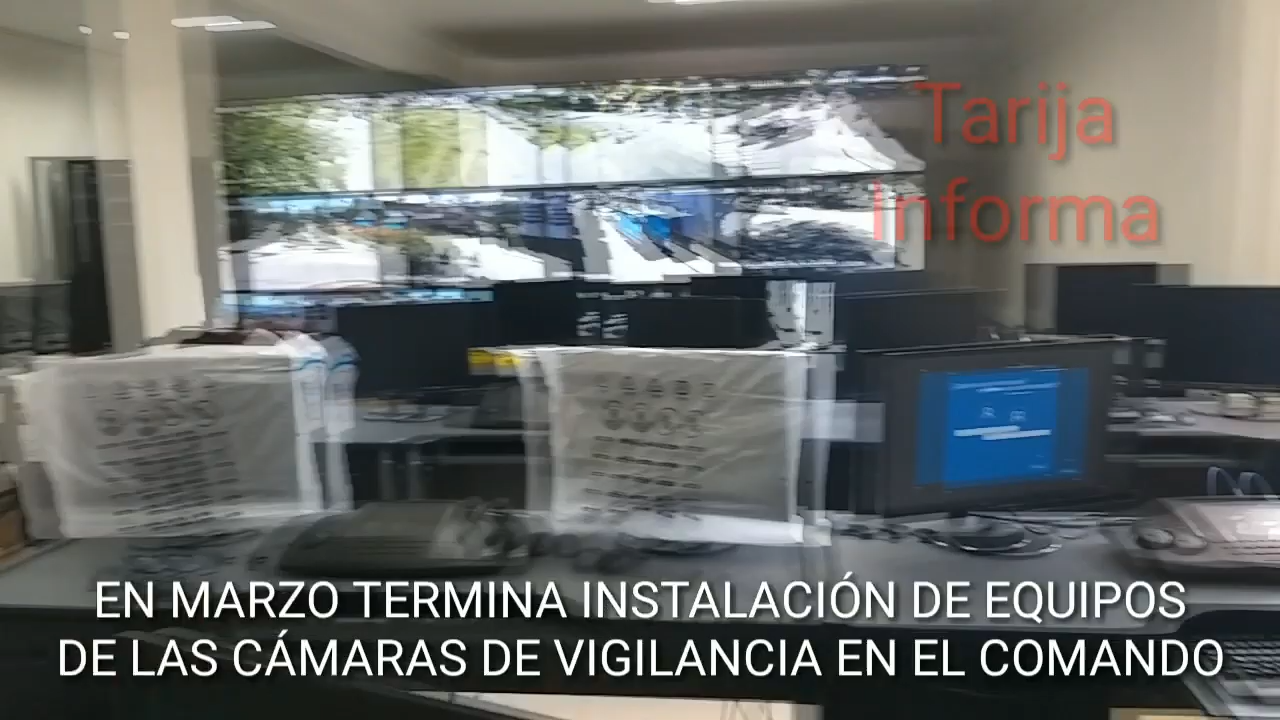 Tarija
Informa
EN MARZO TERMINA INSTALACIÓN DE EQUIPOS
DE LAS CÁMARAS DE VIGILANCIA EN EL COMANDO